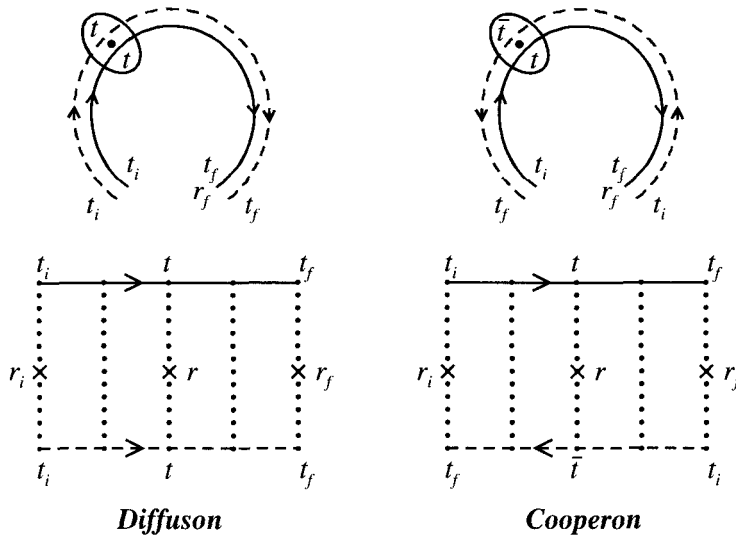 t t t̄ t
t_i t_f t_i t_f
r_f r_f
t_i t_f t_f t_i
t_i t t_f t_i t t_f
r_i r r_f r_i r r_f
t_i t t_f t_f t̄ t_i
Diffuson Cooperon